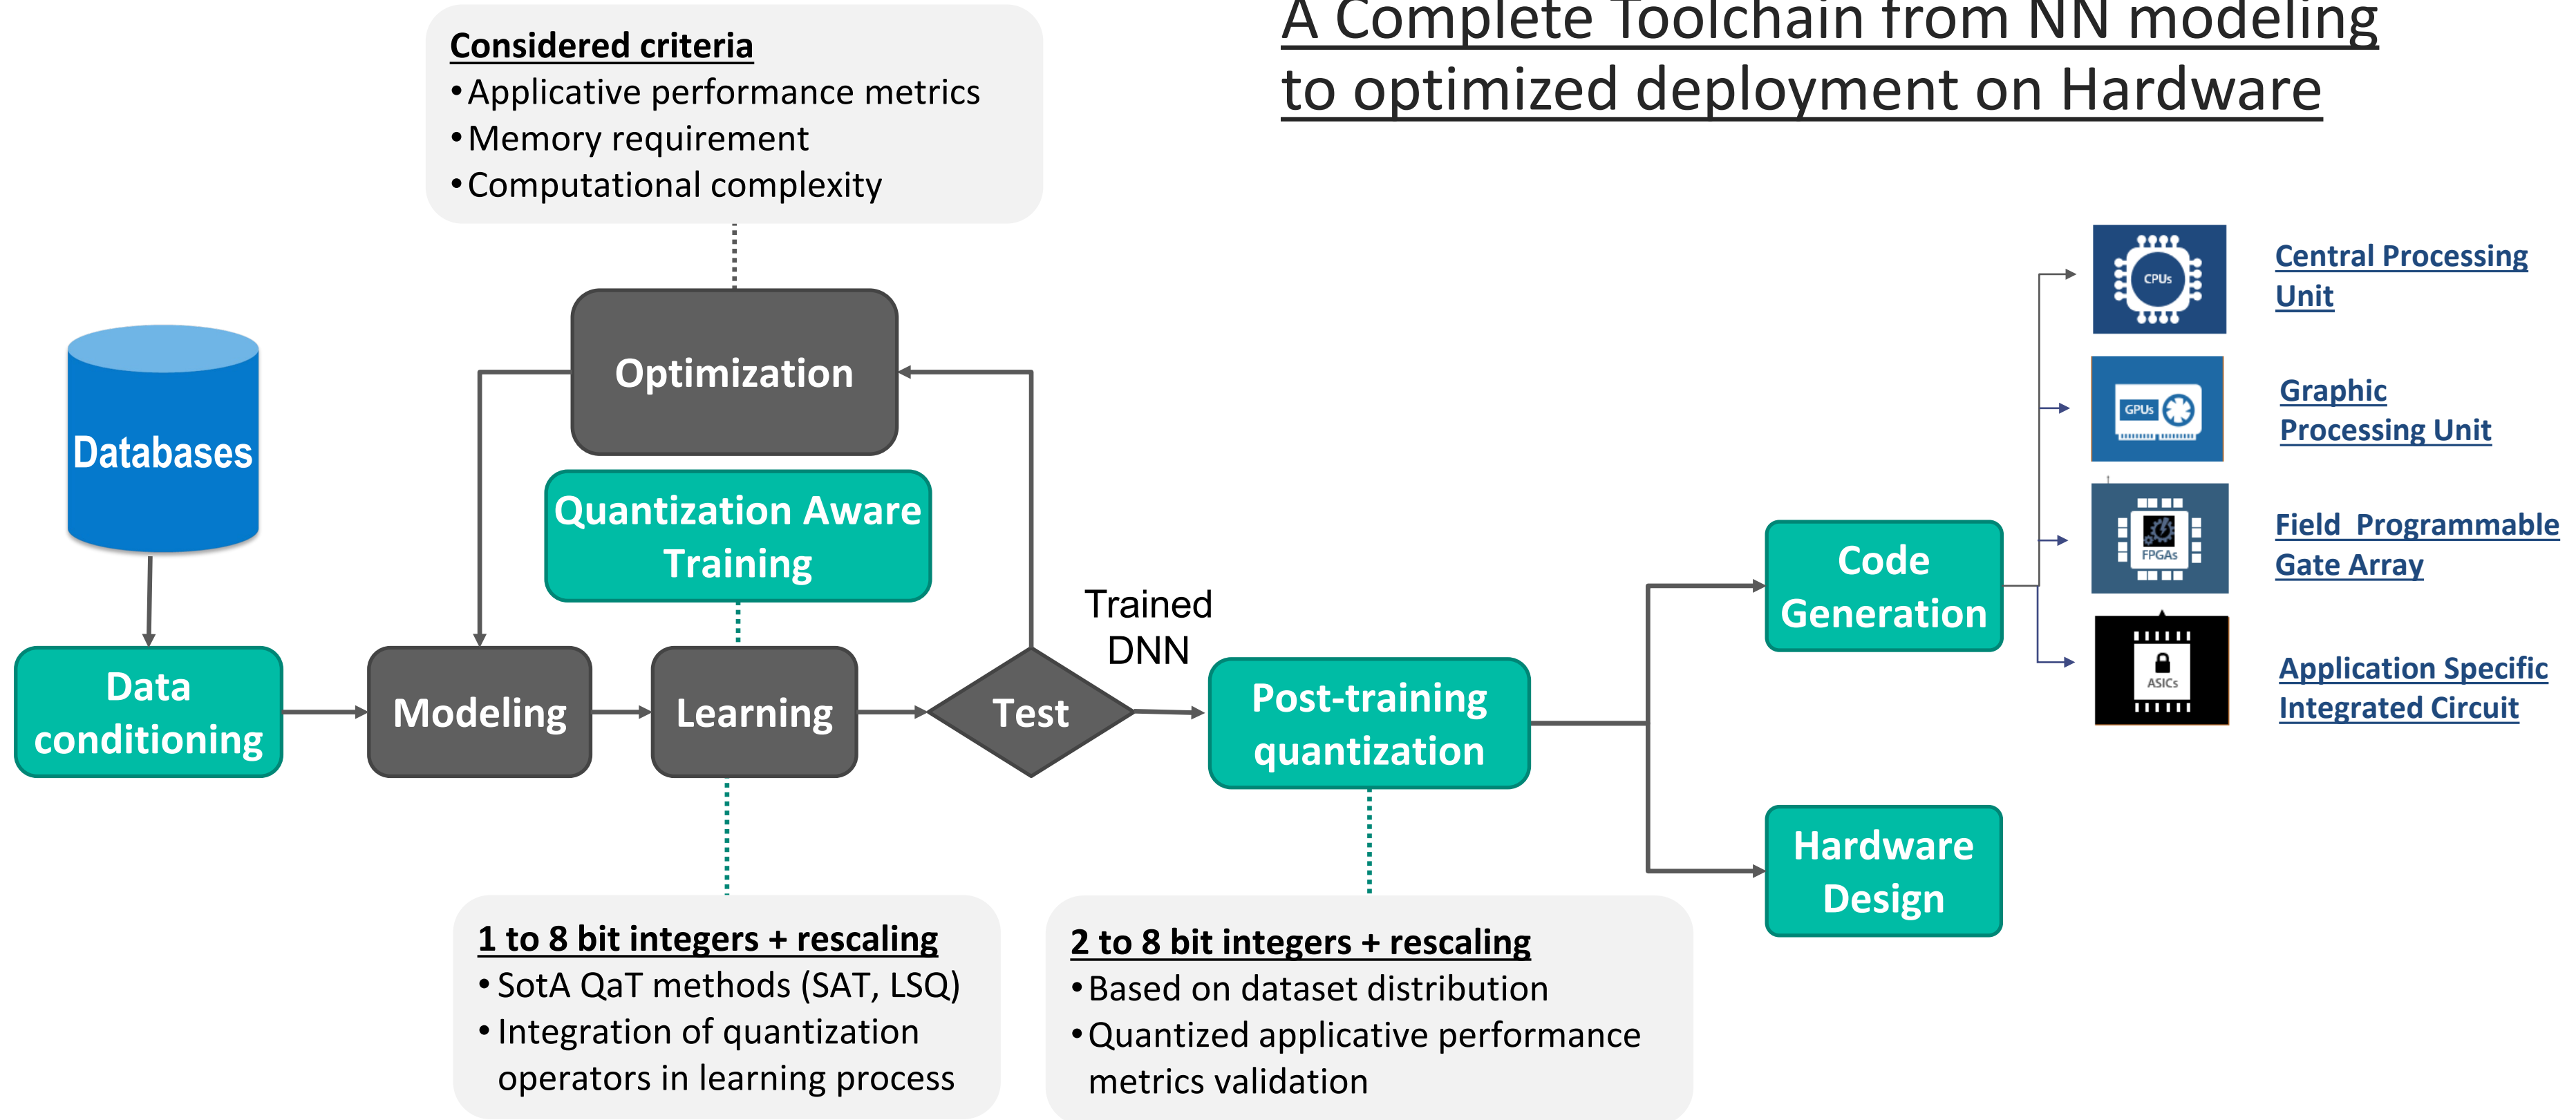 A Complete Toolchain from NN modeling
to optimized deployment on Hardware
Considered criteria
•Applicative performance metrics
•Memory requirement
•Computational complexity
Optimization
Databases
Quantization Aware
Training
Data
conditioning
Modeling
Learning
Test
Trained
DNN
Post-training
quantization
Code
Generation
Hardware
Design
CPUs
Central Processing
Unit
GPUs
Graphic
Processing Unit
FPGAs
Field Programmable
Gate Array
ASICs
Application Specific
Integrated Circuit
1 to 8 bit integers + rescaling
• SotA QaT methods (SAT, LSQ)
• Integration of quantization
operators in learning process
2 to 8 bit integers + rescaling
•Based on dataset distribution
•Quantized applicative performance
metrics validation